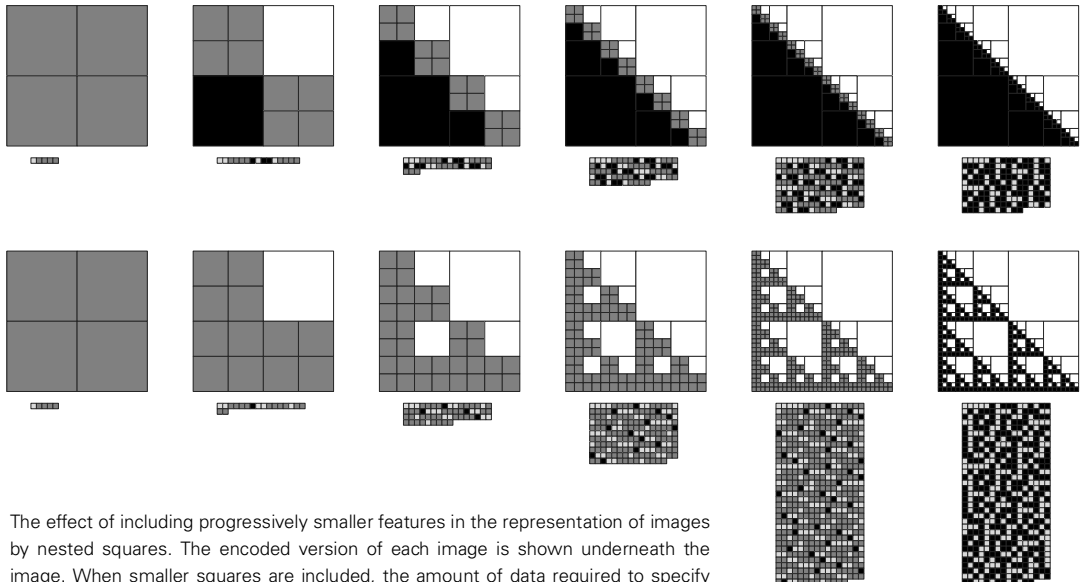 The effect of including progressively smaller features in the representation of images
by nested squares. The encoded version of each image is shown underneath the
image. When smaller squares are included, the amount of data required to specify